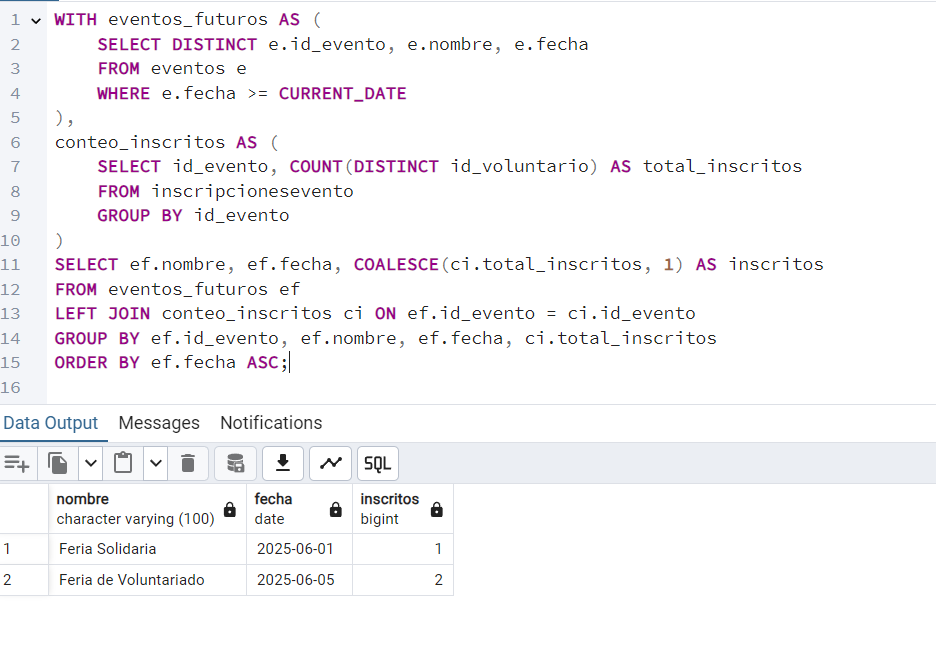 1 WITH eventos_futuros AS (
2 SELECT DISTINCT e.id_evento, e.nombre, e.fecha
3 FROM eventos e
4 WHERE e.fecha >= CURRENT_DATE
5 ),
6 conteo_inscritos AS (
7 SELECT id_evento, COUNT(DISTINCT id_voluntario) AS total_inscritos
8 FROM inscripcionesevento
9 GROUP BY id_evento
10 )
11 SELECT ef.nombre, ef.fecha, COALESCE(ci.total_inscritos, 1) AS inscritos
12 FROM eventos_futuros ef
13 LEFT JOIN conteo_inscritos ci ON ef.id_evento = ci.id_evento
14 GROUP BY ef.id_evento, ef.nombre, ef.fecha, ci.total_inscritos
15 ORDER BY ef.fecha ASC;
16
Data Output Messages Notifications
SQL
nombre fecha inscritos
character varying (100) date bigint
1 Feria Solidaria 2025-06-01 1
2 Feria de Voluntariado 2025-06-05 2